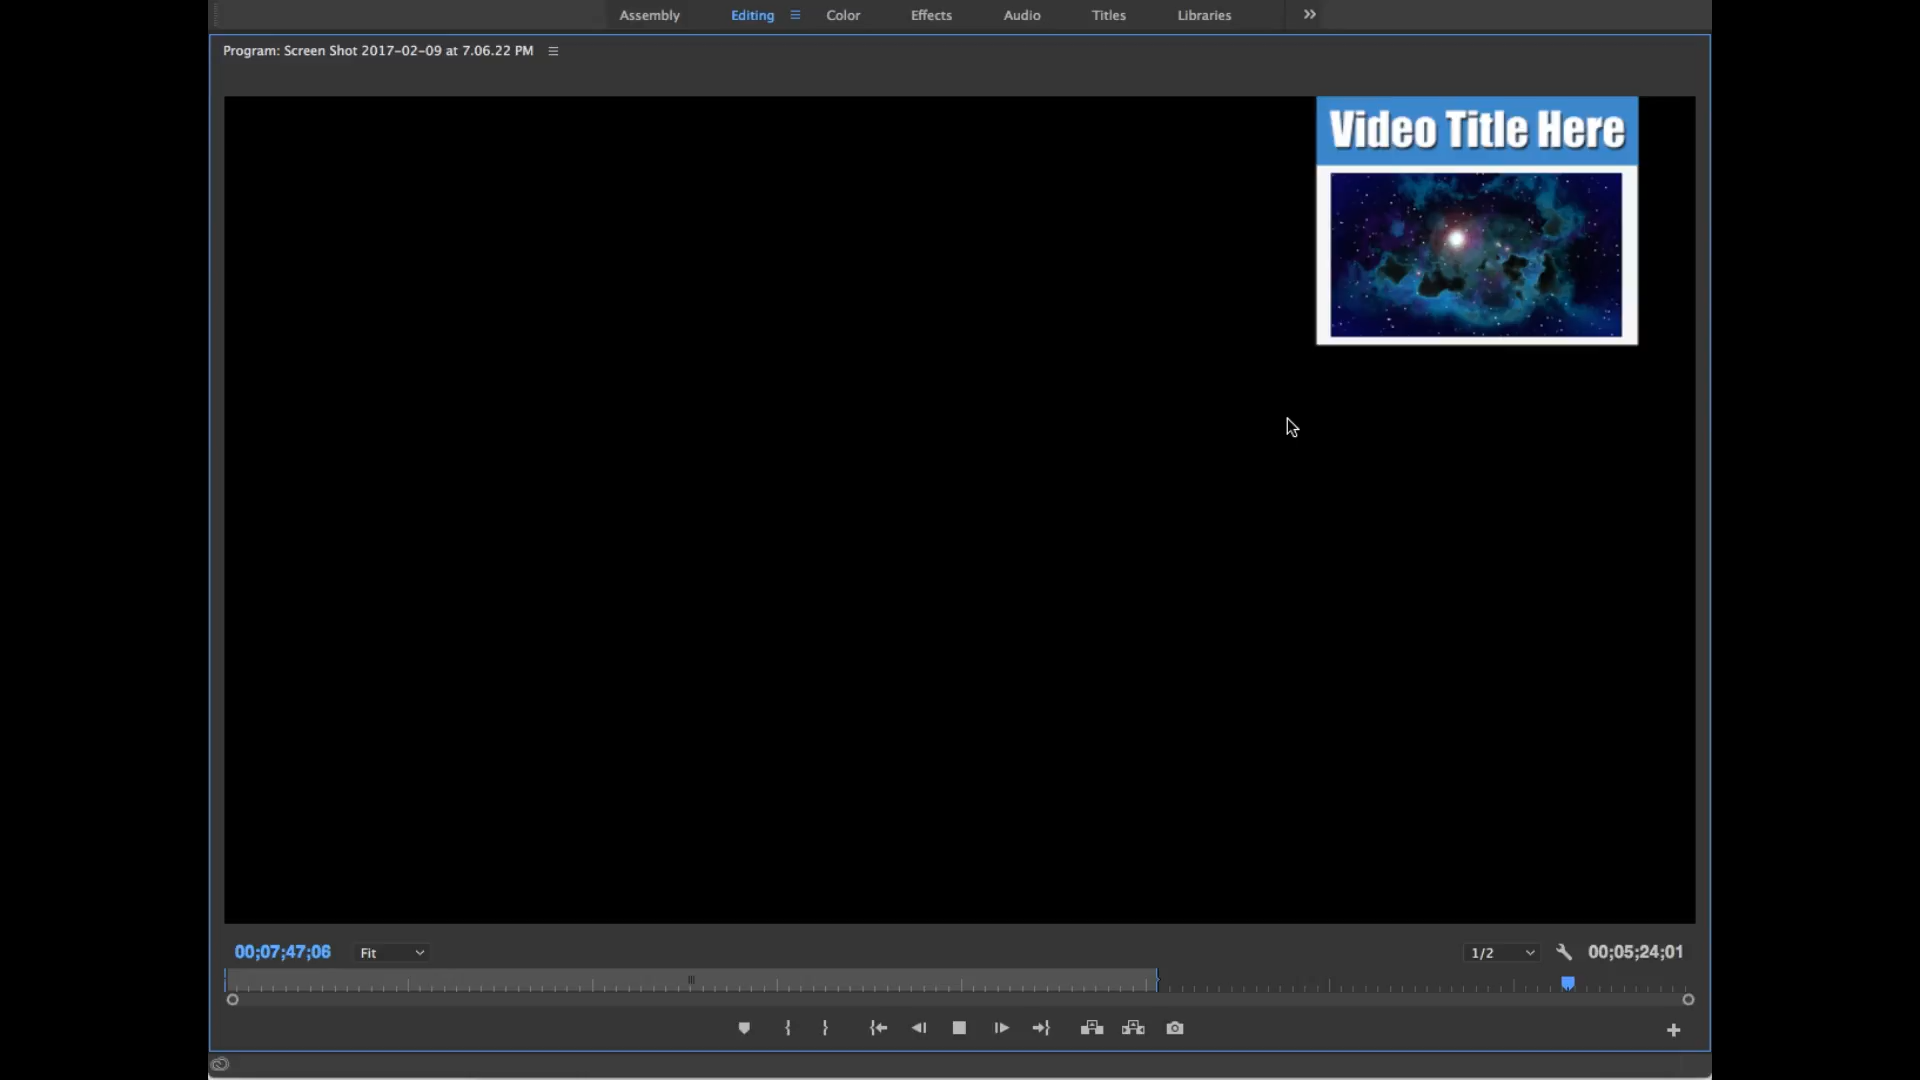 Assembly
Editing
Color
Effects
Audio
Titles
Libraries
Program: Screen Shot 2017-02-09 at 7.06.22 PM
Video Title Here
00;07;47;06
Fit
1/2
00;05;24;01